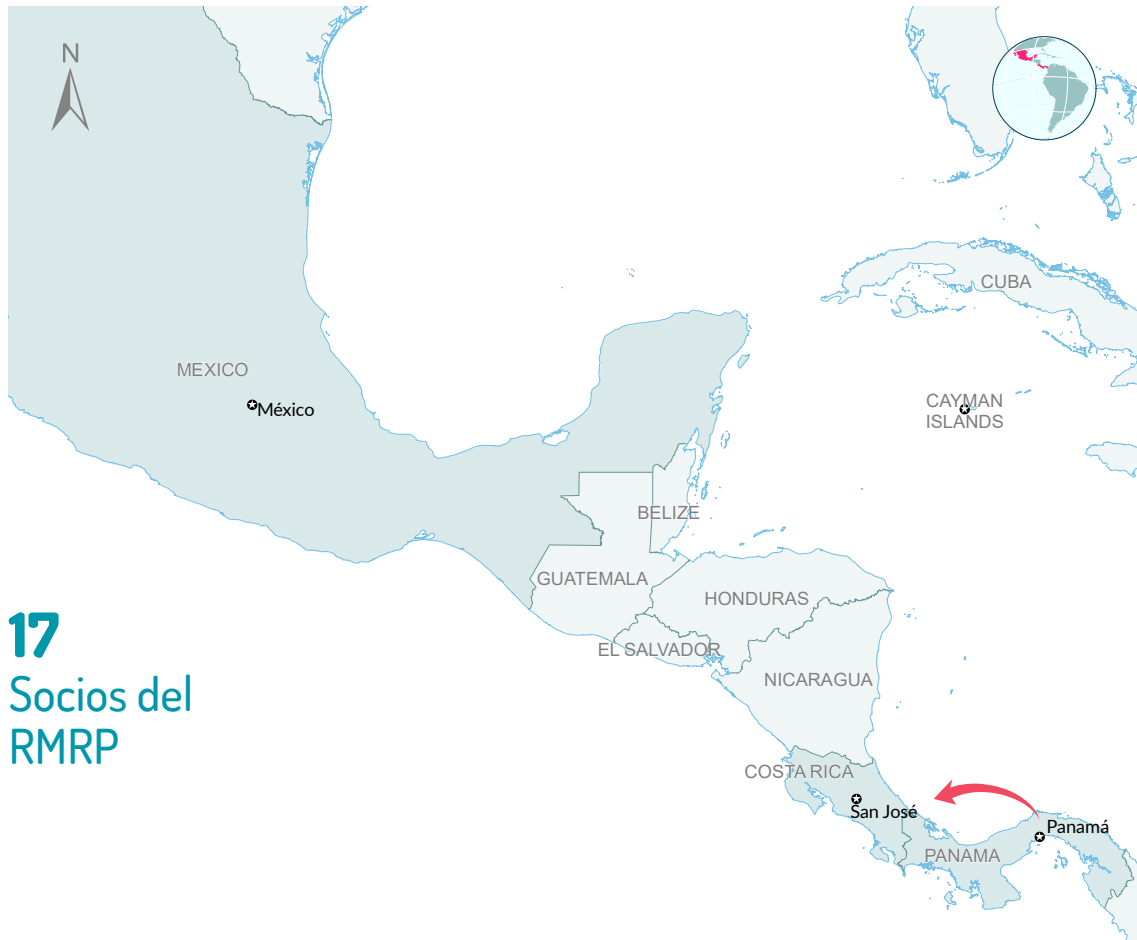 N
CUBA
MEXICO
México
CAYMAN
ISLANDS
BELIZE
GUATEMALA
HONDURAS
17
Socios del
RMRP
EL SALVADOR
NICARAGUA
COSTA RICA
San José
Panamá
PANAMA